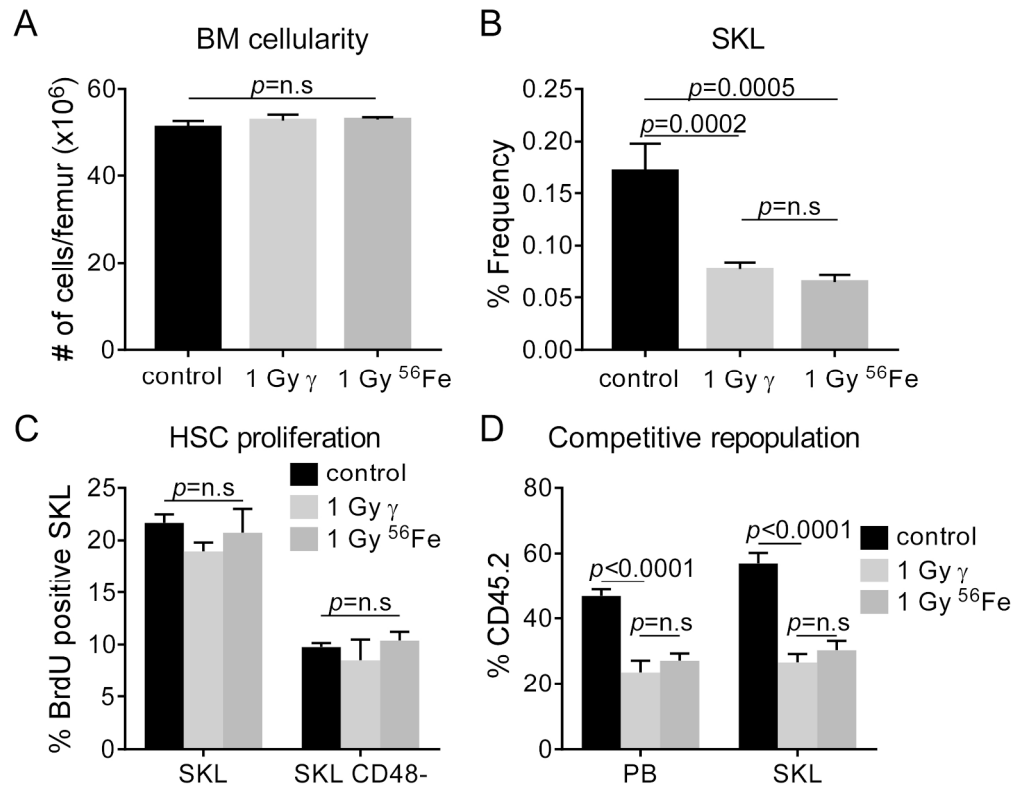 A
BM cellularity
# of cells/femur (x10⁶)
60
40
20
0
p=n.s
control
1 Gy γ
1 Gy ⁵⁶Fe
B
SKL
% Frequency
0.25
0.20
0.15
0.10
0.05
0.00
p=0.0005
p=0.0002
p=n.s
control
1 Gy γ
1 Gy ⁵⁶Fe
C
HSC proliferation
% BrdU positive SKL
25
20
15
10
5
0
control
1 Gy γ
1 Gy ⁵⁶Fe
p=n.s
p=n.s
SKL
SKL CD48-
D
Competitive repopulation
% CD45.2
80
60
40
20
0
control
1 Gy γ
1 Gy ⁵⁶Fe
p<0.0001
p<0.0001
p=n.s
p=n.s
PB
SKL